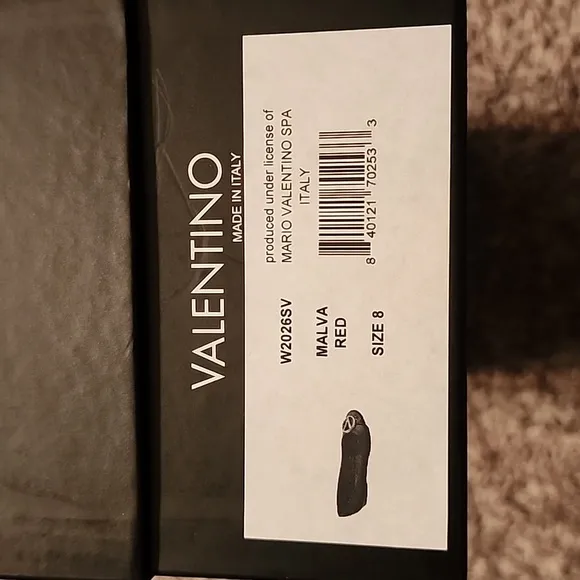 VALENTINO
MADE IN ITALY
produced under license of
MARIO VALENTINO SPA
ITALY
8 40121 70253 3
W2026SV
MALVA
RED
SIZE 8